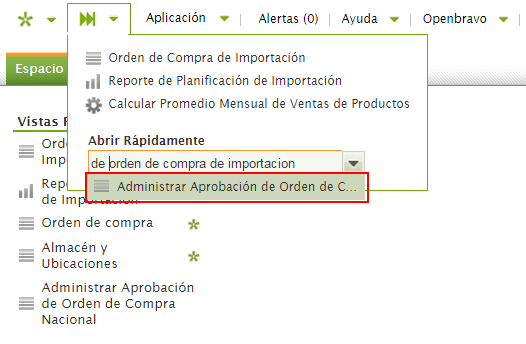 Aplicación Alertas (0) Ayuda Openbravo
Espacio
Orden de Compra de Importación
Reporte de Planificación de Importación
Calcular Promedio Mensual de Ventas de Productos
Abrir Rápidamente
de orden de compra de importacion
Administrar Aprobación de Orden de C...
Vistas R
Orde
Impo
Repo
de Importación
Orden de compra
Almacén y
Ubicaciones
Administrar Aprobación
de Orden de Compra
Nacional